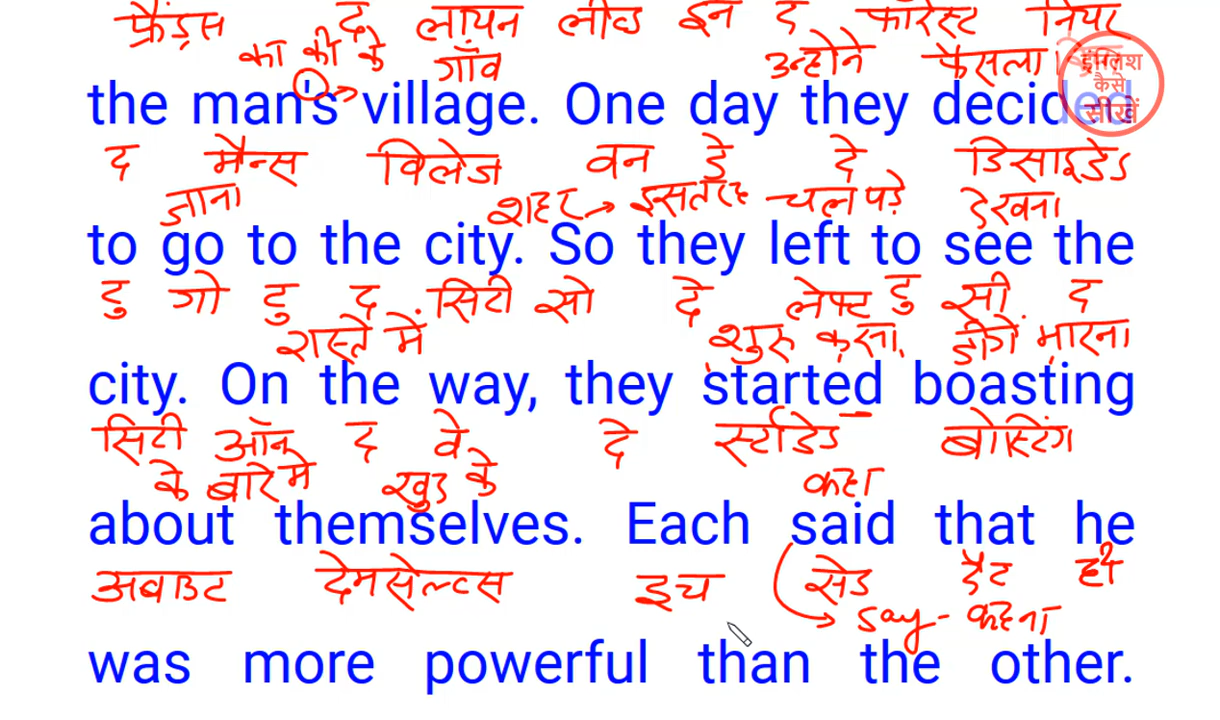 फ्रेंड्स द लायन लीव्ड इन द फॉरेस्ट नियर
का की के गाँव उन्होंने फैसला
इंग्लिश
कैसे
सीखें
the man's village. One day they decided
द मैन्स विलेज वन डे दे डिसाइडेड
जाना शहर इसतरह चल पड़े देखना
to go to the city. So they left to see the
टु गो टु द सिटी सो दे लेफ्ट टु सी द
रास्ते में शुरु करना डींगे मारना
city. On the way, they started boasting
सिटी ऑन द वे दे स्टार्टेड बोस्टिंग
के बारे मे खुद के कहा
about themselves. Each said that he
अबाउट देमसेल्वस इच सेड दैट ही
say - कहना
was more powerful than the other.